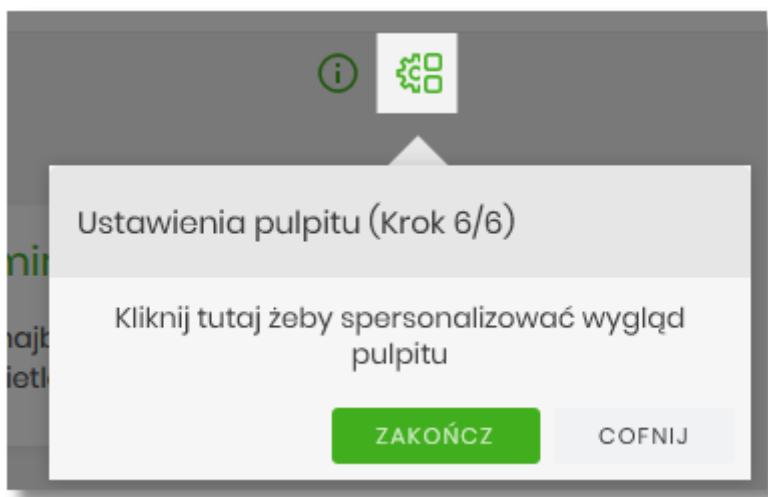 Ustawienia pulpitu (Krok 6/6)
Kliknij tutaj żeby spersonalizować wygląd
pulpitu
ZAKOŃCZ
COFNIJ